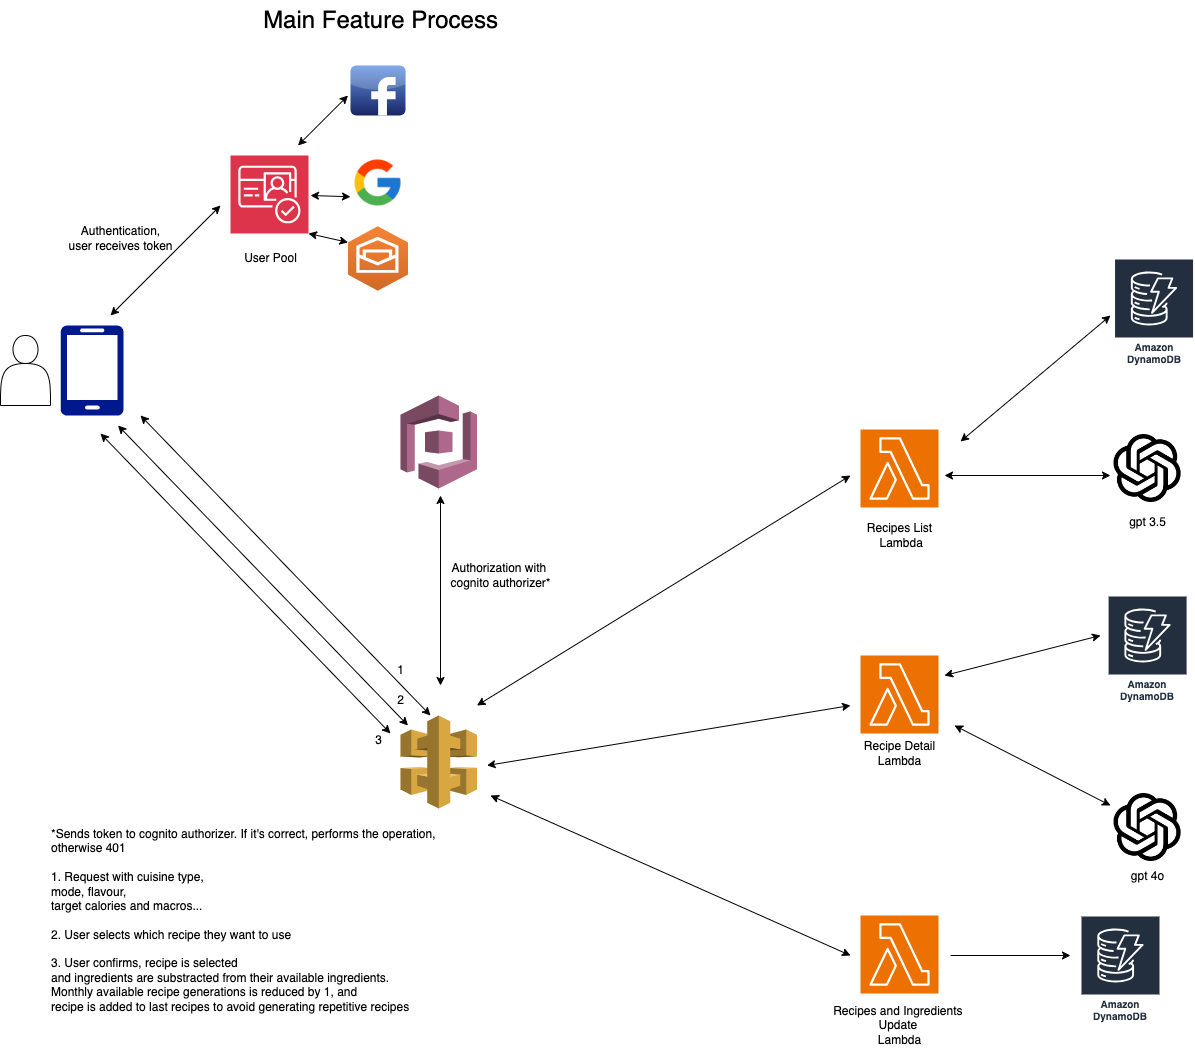 Main Feature Process
Authentication,
user receives token
User Pool
Amazon
DynamoDB
Recipes List
Lambda
gpt 3.5
Authorization with
cognito authorizer*
1
2
3
Amazon
DynamoDB
Recipe Detail
Lambda
gpt 4o
*Sends token to cognito authorizer. If it's correct, performs the operation,
otherwise 401
1. Request with cuisine type,
mode, flavour,
target calories and macros...
2. User selects which recipe they want to use
3. User confirms, recipe is selected
and ingredients are substracted from their available ingredients.
Monthly available recipe generations is reduced by 1, and
recipe is added to last recipes to avoid generating repetitive recipes
Recipes and Ingredients
Update
Lambda
Amazon
DynamoDB